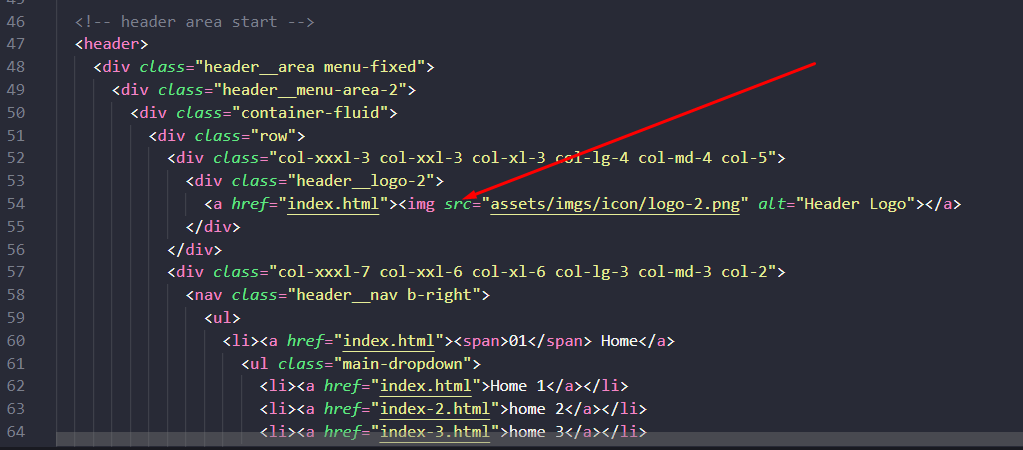 46 <!-- header area start -->
47 <header>
48 <div class="header__area menu-fixed">
49 <div class="header__menu-area-2">
50 <div class="container-fluid">
51 <div class="row">
52 <div class="col-xxxl-3 col-xxl-3 col-xl-3 col-lg-4 col-md-4 col-5">
53 <div class="header__logo-2">
54 <a href="index.html"><img src="assets/imgs/icon/logo-2.png" alt="Header Logo"></a>
55 </div>
56 </div>
57 <div class="col-xxxl-7 col-xxl-6 col-xl-6 col-lg-3 col-md-3 col-2">
58 <nav class="header__nav b-right">
59 <ul>
60 <li><a href="index.html"><span>01</span> Home</a>
61 <ul class="main-dropdown">
62 <li><a href="index.html">Home 1</a></li>
63 <li><a href="index-2.html">home 2</a></li>
64 <li><a href="index-3.html">home 3</a></li>